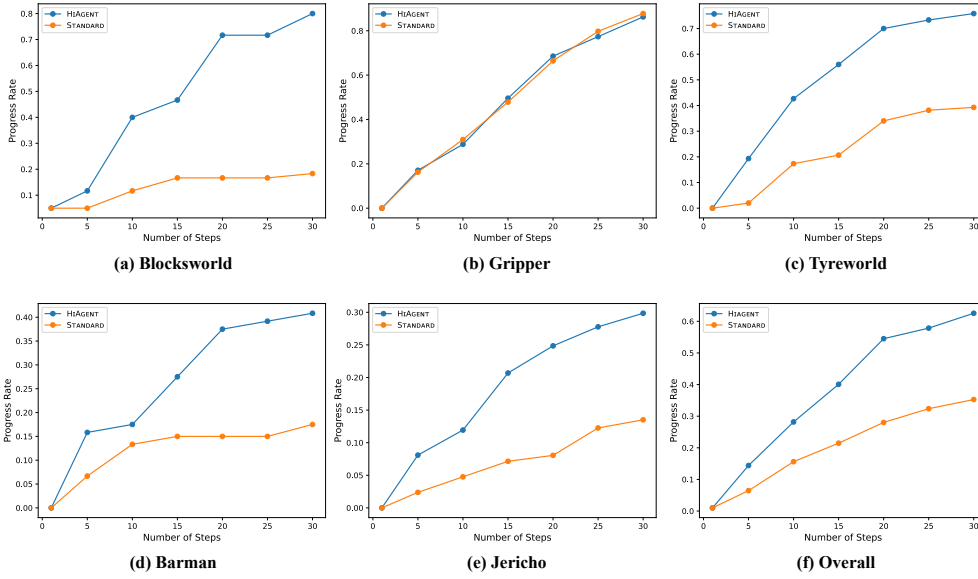 HIAGENT
STANDARD
Progress Rate
0.8
0.7
0.6
0.5
0.4
0.3
0.2
0.1
0 5 10 15 20 25 30
Number of Steps
(a) Blocksworld
HIAGENT
STANDARD
Progress Rate
0.8
0.6
0.4
0.2
0.0
0 5 10 15 20 25 30
Number of Steps
(b) Gripper
HIAGENT
STANDARD
Progress Rate
0.7
0.6
0.5
0.4
0.3
0.2
0.1
0.0
0 5 10 15 20 25 30
Number of Steps
(c) Tyreworld
HIAGENT
STANDARD
Progress Rate
0.40
0.35
0.30
0.25
0.20
0.15
0.10
0.05
0.00
0 5 10 15 20 25 30
Number of Steps
(d) Barman
HIAGENT
STANDARD
Progress Rate
0.30
0.25
0.20
0.15
0.10
0.05
0.00
0 5 10 15 20 25 30
Number of Steps
(e) Jericho
HIAGENT
STANDARD
Progress Rate
0.6
0.5
0.4
0.3
0.2
0.1
0.0
0 5 10 15 20 25 30
Number of Steps
(f) Overall